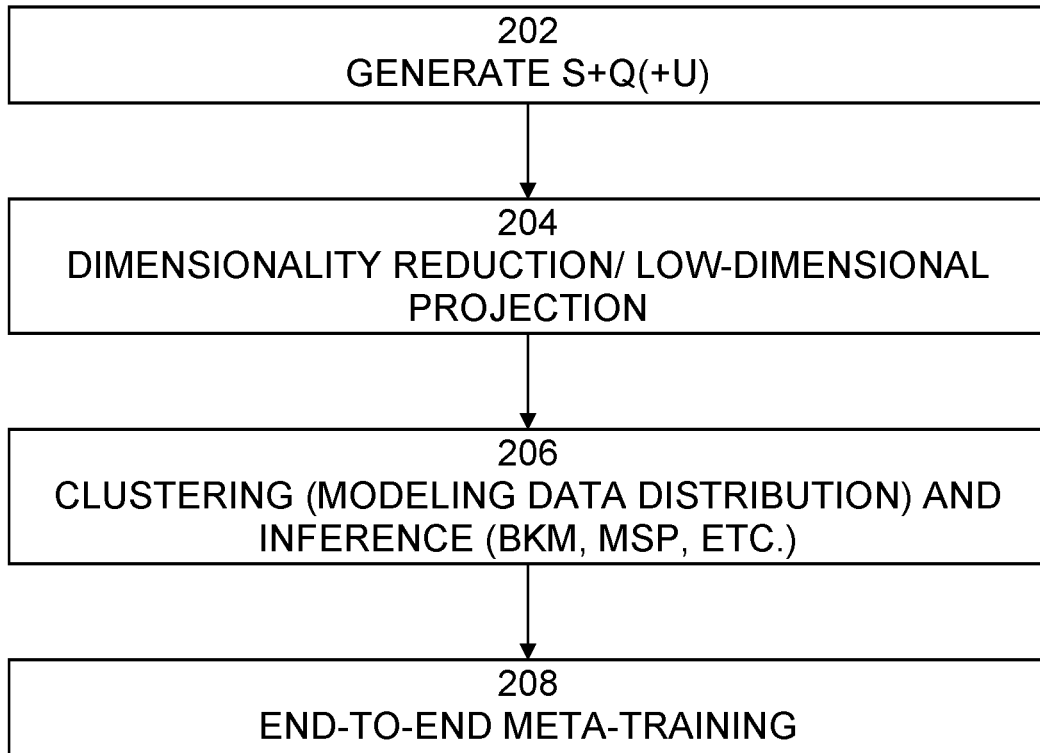 202
GENERATE S+Q(+U)
204
DIMENSIONALITY REDUCTION/ LOW-DIMENSIONAL
PROJECTION
206
CLUSTERING (MODELING DATA DISTRIBUTION) AND
INFERENCE (BKM, MSP, ETC.)
208
END-TO-END META-TRAINING